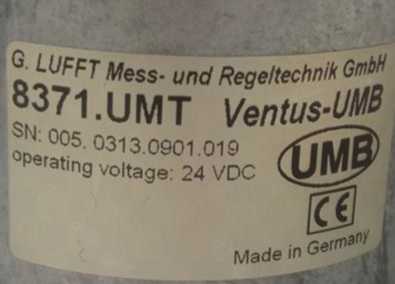 G. LUFFT Mess- und Regeltechnik GmbH
8371.UMT Ventus-UMB
SN: 005. 0313.0901.019
operating voltage: 24 VDC
UMB
CE
Made in Germany